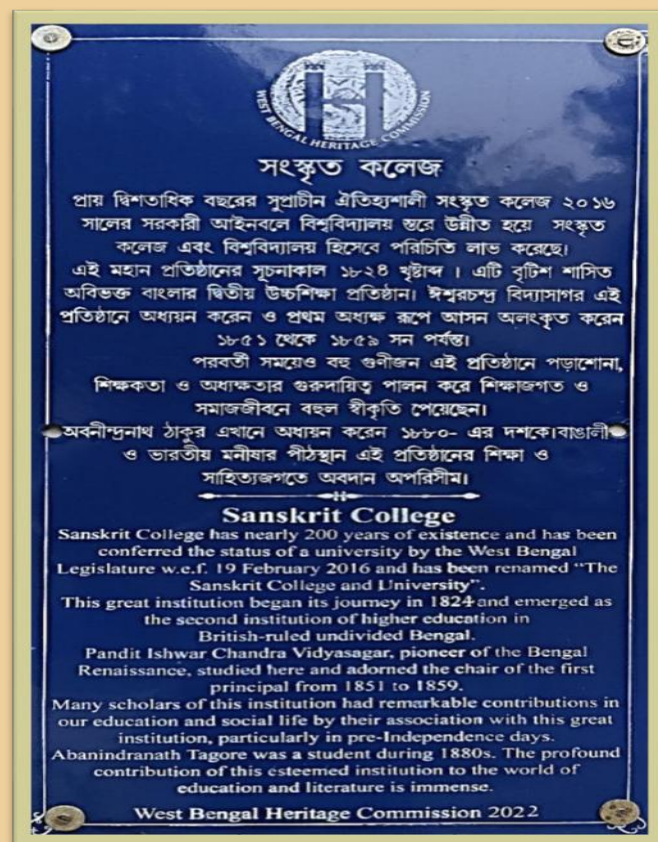 WEST BENGAL HERITAGE COMMISSION
সংস্কৃত কলেজ
প্রায় দ্বিশতাধিক বছরের সুপ্রাচীন ঐতিহ্যশালী সংস্কৃত কলেজ ২০১৬
সালের সরকারী আইনবলে বিশ্ববিদ্যালয় স্তরে উন্নীত হয়ে সংস্কৃত
কলেজ এবং বিশ্ববিদ্যালয় হিসেবে পরিচিতি লাভ করেছে।
এই মহান প্রতিষ্ঠানের সূচনাকাল ১৮২৪ খৃষ্টাব্দ । এটি বৃটিশ শাসিত
অবিভক্ত বাংলার দ্বিতীয় উচ্চশিক্ষা প্রতিষ্ঠান। ঈশ্বরচন্দ্র বিদ্যাসাগর এই
প্রতিষ্ঠানে অধ্যয়ন করেন ও প্রথম অধ্যক্ষ রূপে আসন অলংকৃত করেন
১৮৫১ থেকে ১৮৫৯ সন পর্যন্ত।
পরবর্তী সময়েও বহু গুণীজন এই প্রতিষ্ঠানে পড়াশোনা,
শিক্ষকতা ও অধ্যক্ষতার গুরুদায়িত্ব পালন করে শিক্ষাজগত ও
সমাজজীবনে বহুল স্বীকৃতি পেয়েছেন।
অবনীন্দ্রনাথ ঠাকুর এখানে অধ্যয়ন করেন ১৮৮০- এর দশকে।বাঙালী
ও ভারতীয় মনীষার পীঠস্থান এই প্রতিষ্ঠানের শিক্ষা ও
সাহিত্যজগতে অবদান অপরিসীম।
Sanskrit College
Sanskrit College has nearly 200 years of existence and has been
conferred the status of a university by the West Bengal
Legislature w.e.f. 19 February 2016 and has been renamed "The
Sanskrit College and University".
This great institution began its journey in 1824 and emerged as
the second institution of higher education in
British-ruled undivided Bengal.
Pandit Ishwar Chandra Vidyasagar, pioneer of the Bengal
Renaissance, studied here and adorned the chair of the first
principal from 1851 to 1859.
Many scholars of this institution had remarkable contributions in
our education and social life by their association with this great
institution, particularly in pre-Independence days.
Abanindranath Tagore was a student during 1880s. The profound
contribution of this esteemed institution to the world of
education and literature is immense.
West Bengal Heritage Commission 2022